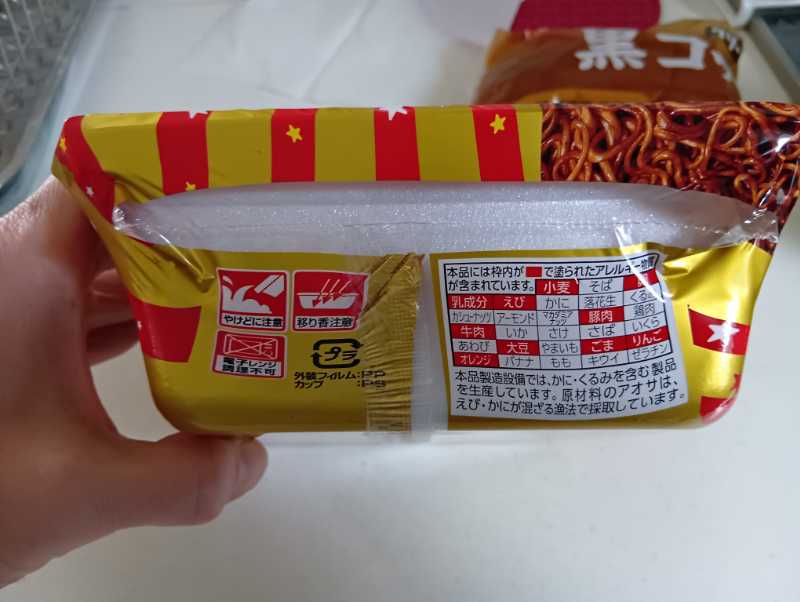 黒コ
やけどに注意
移り香注意
電子レンジ
調理不可
プラ
外装フィルム:PP
カップ:PS
本品には枠内が■で塗られたアレルギー物質
が含まれています。 小麦 そば
乳成分 えび かに 落花生 くるみ
カシューナッツ アーモンド マカダミアナッツ 豚肉 鶏肉
牛肉 いか さけ さば いくら
あわび 大豆 やまいも ごま りんご
オレンジ バナナ もも キウイ ゼラチン
本品製造設備では、かに・くるみを含む製品
を生産しています。原材料のアオサは、
えび・かにが混ざる漁法で採取しています。